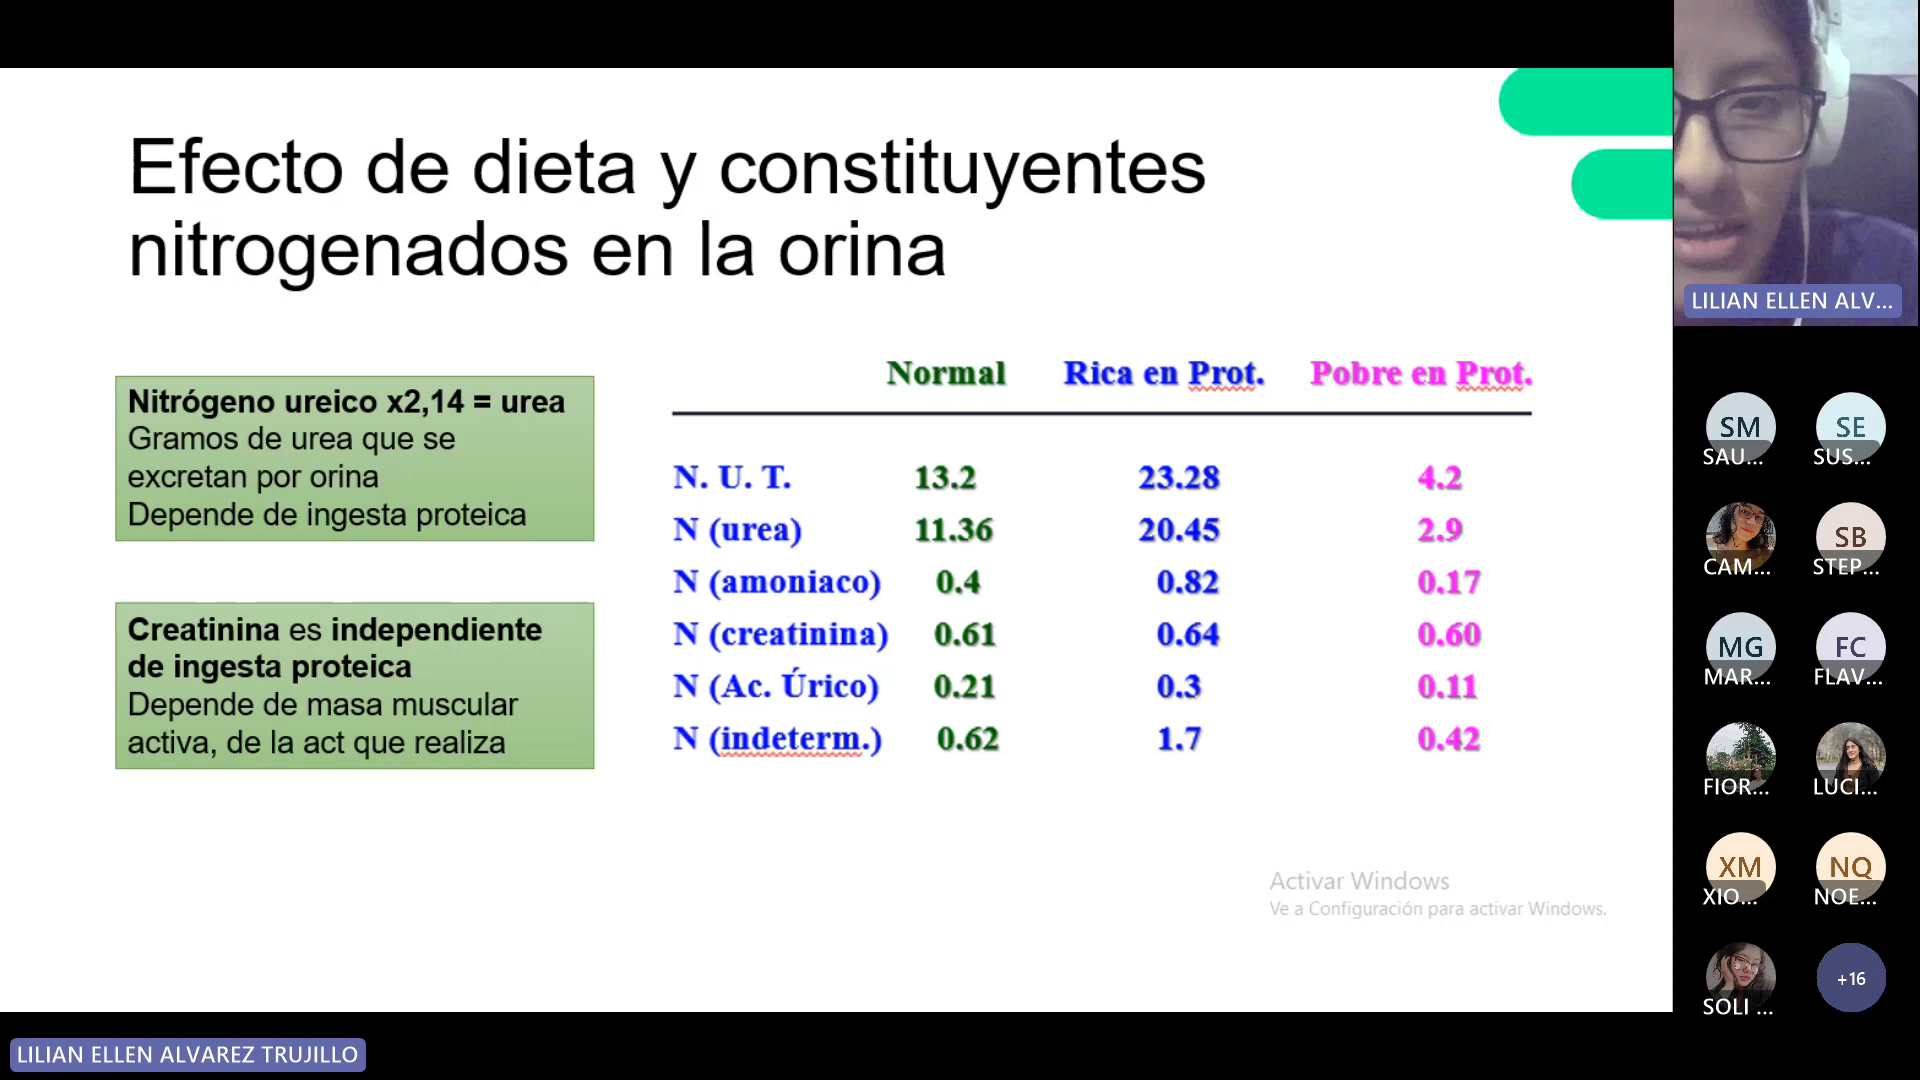 Efecto de dieta y constituyentes
nitrogenados en la orina
Nitrógeno ureico x2,14 = urea
Gramos de urea que se
excretan por orina
Depende de ingesta proteica
Creatinina es independiente
de ingesta proteica
Depende de masa muscular
activa, de la act que realiza
Normal Rica en Prot. Pobre en Prot.
N. U. T. 13.2 23.28 4.2
N (urea) 11.36 20.45 2.9
N (amoniaco) 0.4 0.82 0.17
N (creatinina) 0.61 0.64 0.60
N (Ac. Úrico) 0.21 0.3 0.11
N (indeterm.) 0.62 1.7 0.42
Activar Windows
Ve a Configuración para activar Windows.
LILIAN ELLEN ALV...
SM SE
SAU... SUS...
SB
CAM... STEP...
MG FC
MAR... FLAV...
FIOR... LUCI...
XM NQ
XIO... NOE...
+16
SOLI ...
LILIAN ELLEN ALVAREZ TRUJILLO